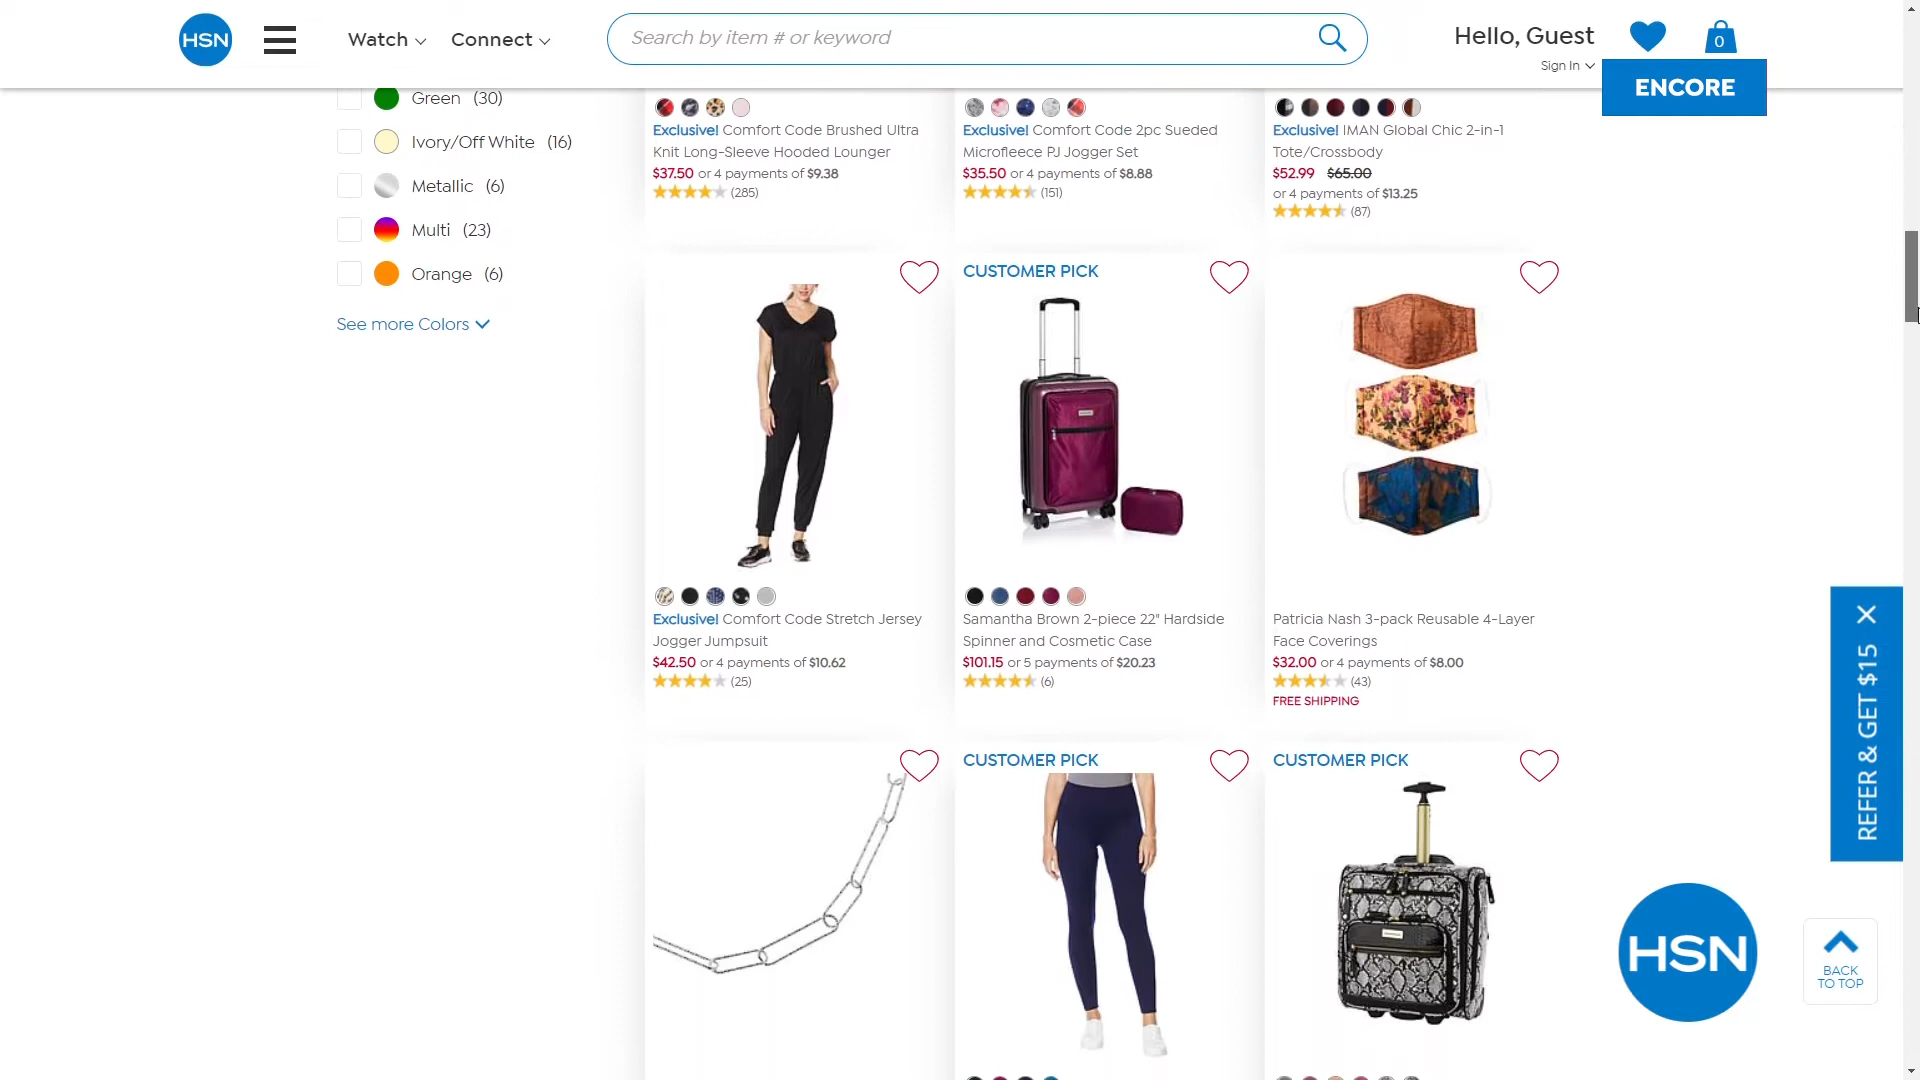 HSN
Watch
Connect
Search by item # or keyword
Hello, Guest
Sign In
0
ENCORE
Green (30)
Ivory/Off White (16)
Metallic (6)
Multi (23)
Orange (6)
See more Colors
Exclusive! Comfort Code Brushed Ultra
Knit Long-Sleeve Hooded Lounger
$37.50 or 4 payments of $9.38
(285)
Exclusive! Comfort Code 2pc Sueded
Microfleece PJ Jogger Set
$35.50 or 4 payments of $8.88
(151)
Exclusive! IMAN Global Chic 2-in-1
Tote/Crossbody
$52.99 $65.00
or 4 payments of $13.25
(87)
Exclusive! Comfort Code Stretch Jersey
Jogger Jumpsuit
$42.50 or 4 payments of $10.62
(25)
CUSTOMER PICK
Samantha Brown 2-piece 22" Hardside
Spinner and Cosmetic Case
$101.15 or 5 payments of $20.23
(6)
Patricia Nash 3-pack Reusable 4-Layer
Face Coverings
$32.00 or 4 payments of $8.00
(43)
FREE SHIPPING
CUSTOMER PICK
CUSTOMER PICK
REFER & GET $15
HSN
BACK
TO TOP